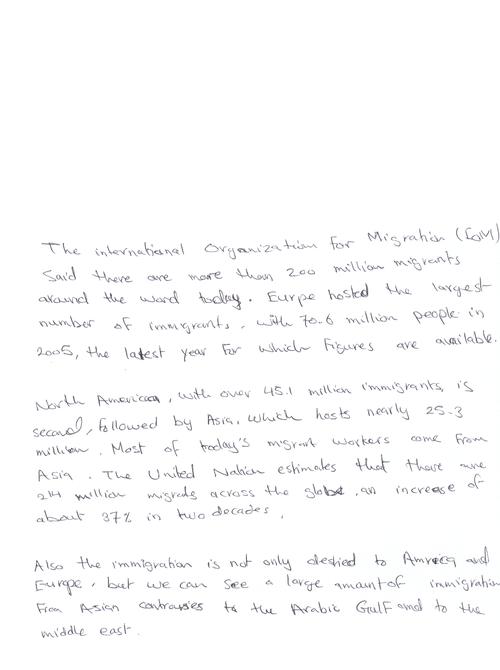 The international Organization for Migration (IOM)
Said there are more than 200 million migrants
around the word today. Eurpe hosted the largest
number of immigrants, with 70.6 million people in
2005, the latest year for which figures are available.
North American, with over 45.1 million immigrants, is
second, followed by Asia, which hosts nearly 25.3
million. Most of today's migrant workers come from
Asia. The United Nation estimates that there are
214 million migrats across the globe, an increase of
about 37% in two decades.
Also the immigration is not only to Amreica and
Europe, but we can see a large amant of immigration
From Asian to the Arabic Gulf and to the
middle east.